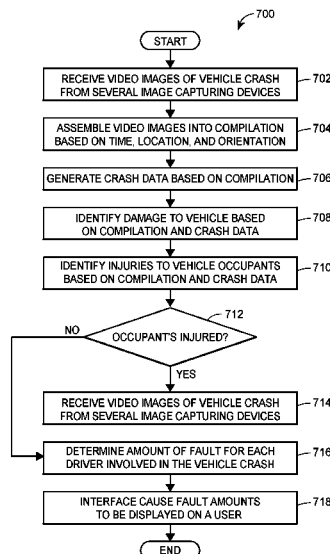 700
START
RECEIVE VIDEO IMAGES OF VEHICLE CRASH
FROM SEVERAL IMAGE CAPTURING DEVICES
702
ASSEMBLE VIDEO IMAGES INTO COMPILATION
BASED ON TIME, LOCATION, AND ORIENTATION
704
GENERATE CRASH DATA BASED ON COMPILATION
706
IDENTIFY DAMAGE TO VEHICLE BASED
ON COMPILATION AND CRASH DATA
708
IDENTIFY INJURIES TO VEHICLE OCCUPANTS
BASED ON COMPILATION AND CRASH DATA
710
712
NO
OCCUPANT'S INJURED?
YES
RECEIVE VIDEO IMAGES OF VEHICLE CRASH
FROM SEVERAL IMAGE CAPTURING DEVICES
714
DETERMINE AMOUNT OF FAULT FOR EACH
DRIVER INVOLVED IN THE VEHICLE CRASH
716
INTERFACE CAUSE FAULT AMOUNTS
TO BE DISPLAYED ON A USER
718
END